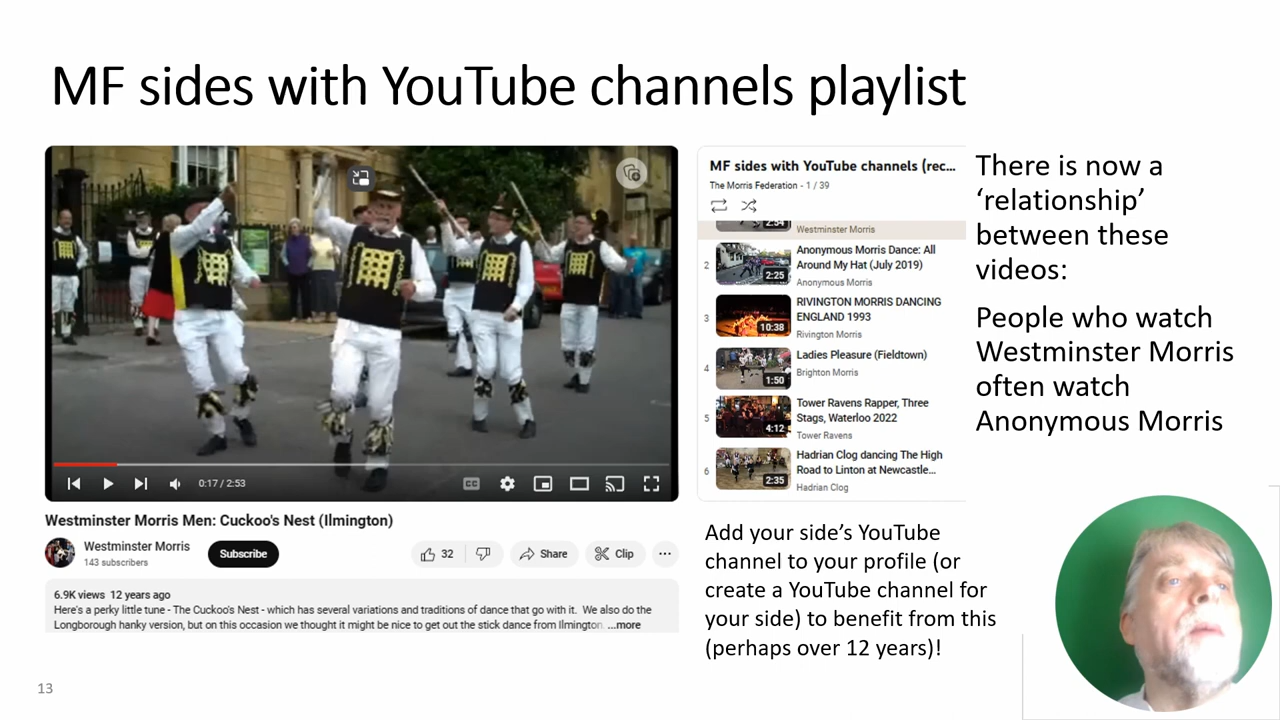 MF sides with YouTube channels playlist
0:17 / 2:53
CC
Westminster Morris Men: Cuckoo's Nest (Ilmington)
Westminster Morris
143 subscribers
Subscribe
32
Share
Clip
6.9K views 12 years ago
Here's a perky little tune - The Cuckoo's Nest - which has several variations and traditions of dance that go with it. We also do the
Longborough hanky version, but on this occasion we thought it might be nice to get out the stick dance from Ilmington. ...more
MF sides with YouTube channels (rec...
The Morris Federation - 1 / 39
2:54
Westminster Morris
2
2:25
Anonymous Morris Dance: All
Around My Hat (July 2019)
Anonymous Morris
3
10:38
RIVINGTON MORRIS DANCING
ENGLAND 1993
Rivington Morris
4
1:50
Ladies Pleasure (Fieldtown)
Brighton Morris
5
4:12
Tower Ravens Rapper, Three
Stags, Waterloo 2022
Tower Ravens
6
2:35
Hadrian Clog dancing The High
Road to Linton at Newcastle...
Hadrian Clog
There is now a
‘relationship’
between these
videos:
People who watch
Westminster Morris
often watch
Anonymous Morris
Add your side’s YouTube
channel to your profile (or
create a YouTube channel for
your side) to benefit from this
(perhaps over 12 years)!
13